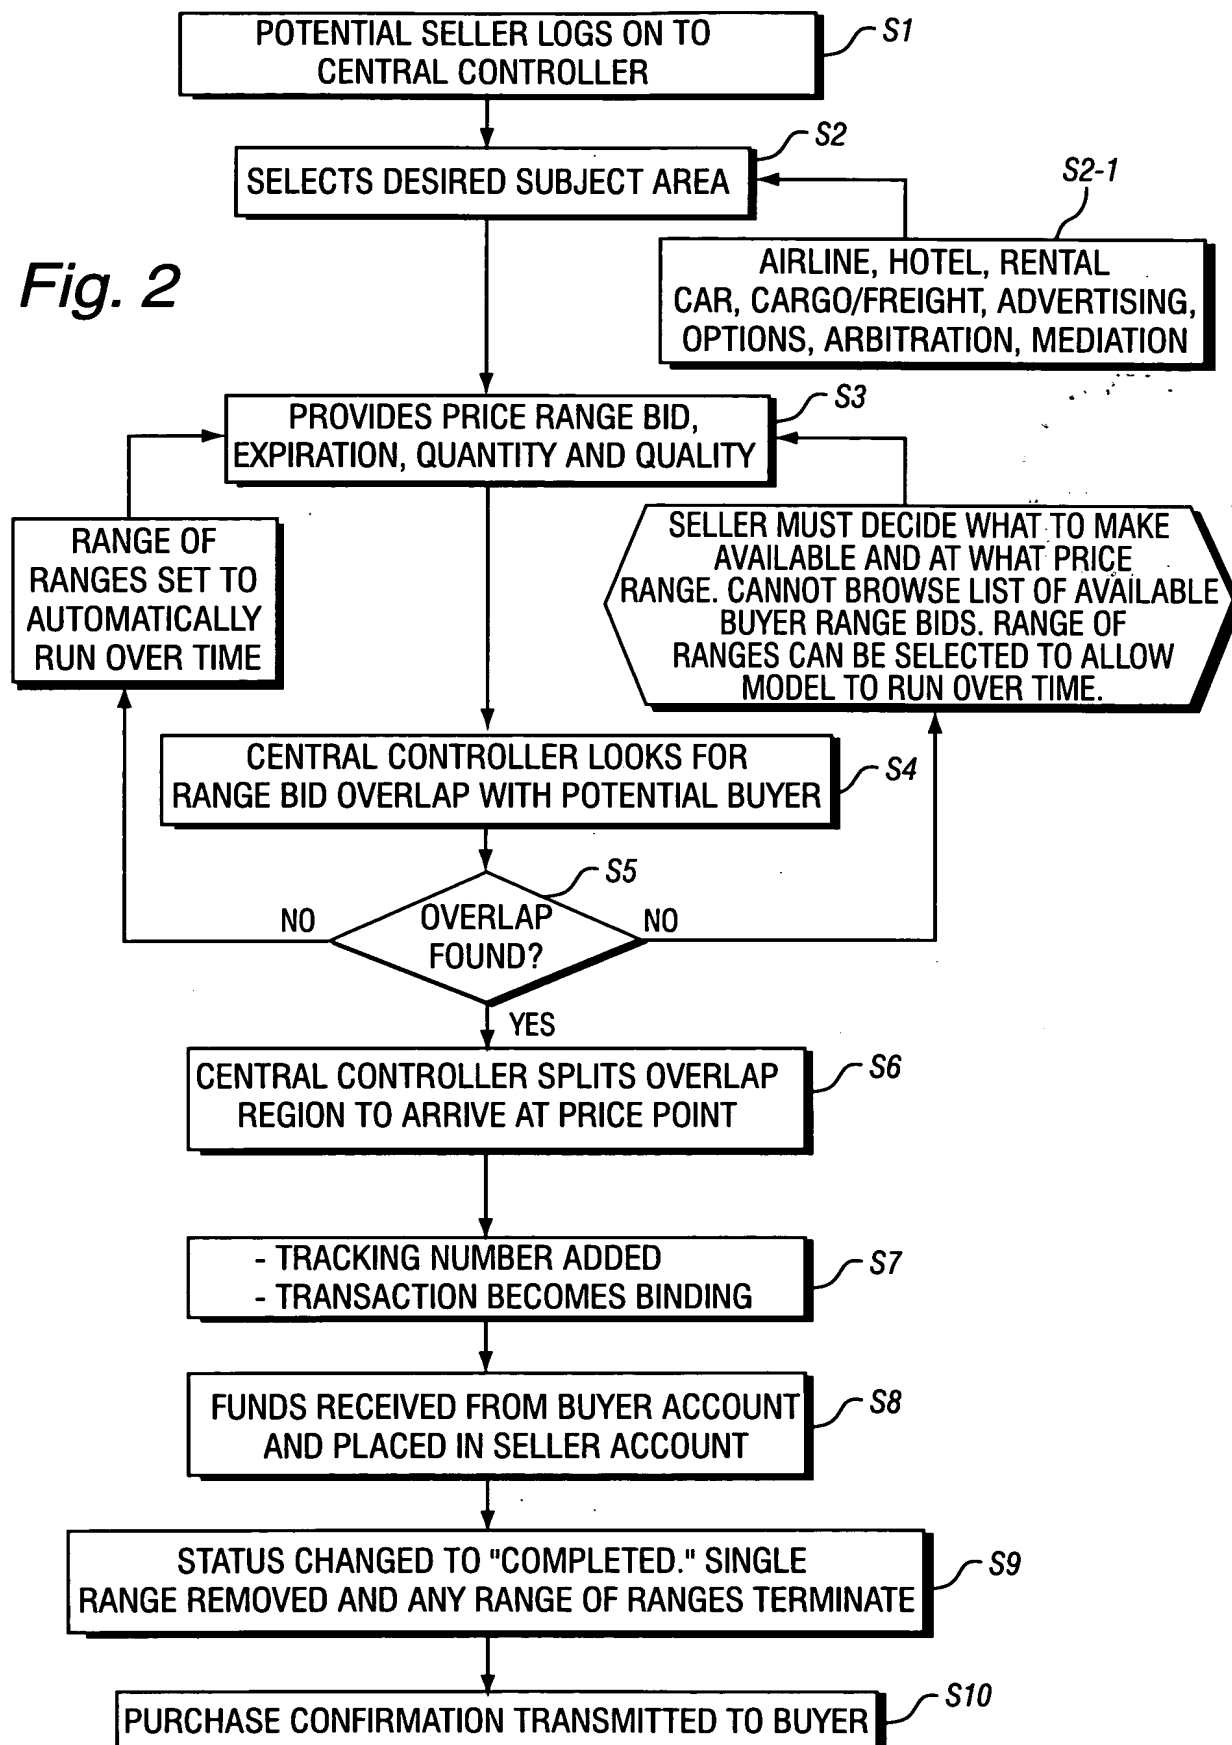 POTENTIAL SELLER LOGS ON TO
CENTRAL CONTROLLER
S1
SELECTS DESIRED SUBJECT AREA
S2
S2-1
AIRLINE, HOTEL, RENTAL
CAR, CARGO/FREIGHT, ADVERTISING,
OPTIONS, ARBITRATION, MEDIATION
Fig. 2
PROVIDES PRICE RANGE BID,
EXPIRATION, QUANTITY AND QUALITY
S3
RANGE OF
RANGES SET TO
AUTOMATICALLY
RUN OVER TIME
SELLER MUST DECIDE WHAT TO MAKE
AVAILABLE AND AT WHAT PRICE
RANGE. CANNOT BROWSE LIST OF AVAILABLE
BUYER RANGE BIDS. RANGE OF
RANGES CAN BE SELECTED TO ALLOW
MODEL TO RUN OVER TIME.
CENTRAL CONTROLLER LOOKS FOR
RANGE BID OVERLAP WITH POTENTIAL BUYER
S4
S5
NO
OVERLAP
FOUND?
NO
YES
CENTRAL CONTROLLER SPLITS OVERLAP
REGION TO ARRIVE AT PRICE POINT
S6
- TRACKING NUMBER ADDED
- TRANSACTION BECOMES BINDING
S7
FUNDS RECEIVED FROM BUYER ACCOUNT
AND PLACED IN SELLER ACCOUNT
S8
STATUS CHANGED TO "COMPLETED." SINGLE
RANGE REMOVED AND ANY RANGE OF RANGES TERMINATE
S9
PURCHASE CONFIRMATION TRANSMITTED TO BUYER
S10